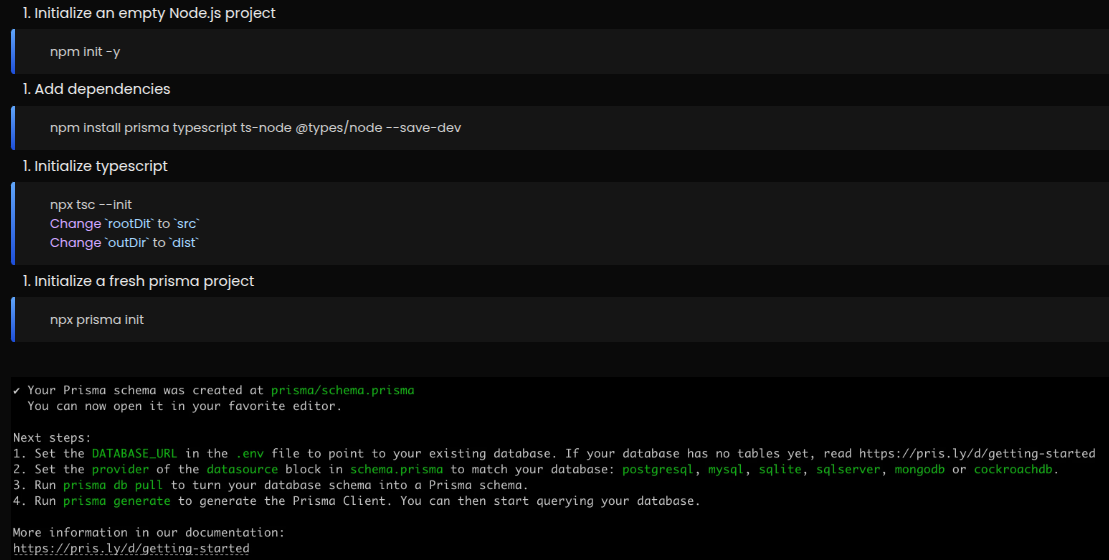 1. Initialize an empty Node.js project
npm init -y
1. Add dependencies
npm install prisma typescript ts-node @types/node --save-dev
1. Initialize typescript
npx tsc --init
Change `rootDit` to `src`
Change `outDir` to `dist`
1. Initialize a fresh prisma project
npx prisma init
✔ Your Prisma schema was created at prisma/schema.prisma
You can now open it in your favorite editor.
Next steps:
1. Set the DATABASE_URL in the .env file to point to your existing database. If your database has no tables yet, read https://pris.ly/d/getting-started
2. Set the provider of the datasource block in schema.prisma to match your database: postgresql, mysql, sqlite, sqlserver, mongodb or cockroachdb.
3. Run prisma db pull to turn your database schema into a Prisma schema.
4. Run prisma generate to generate the Prisma Client. You can then start querying your database.
More information in our documentation:
https://pris.ly/d/getting-started